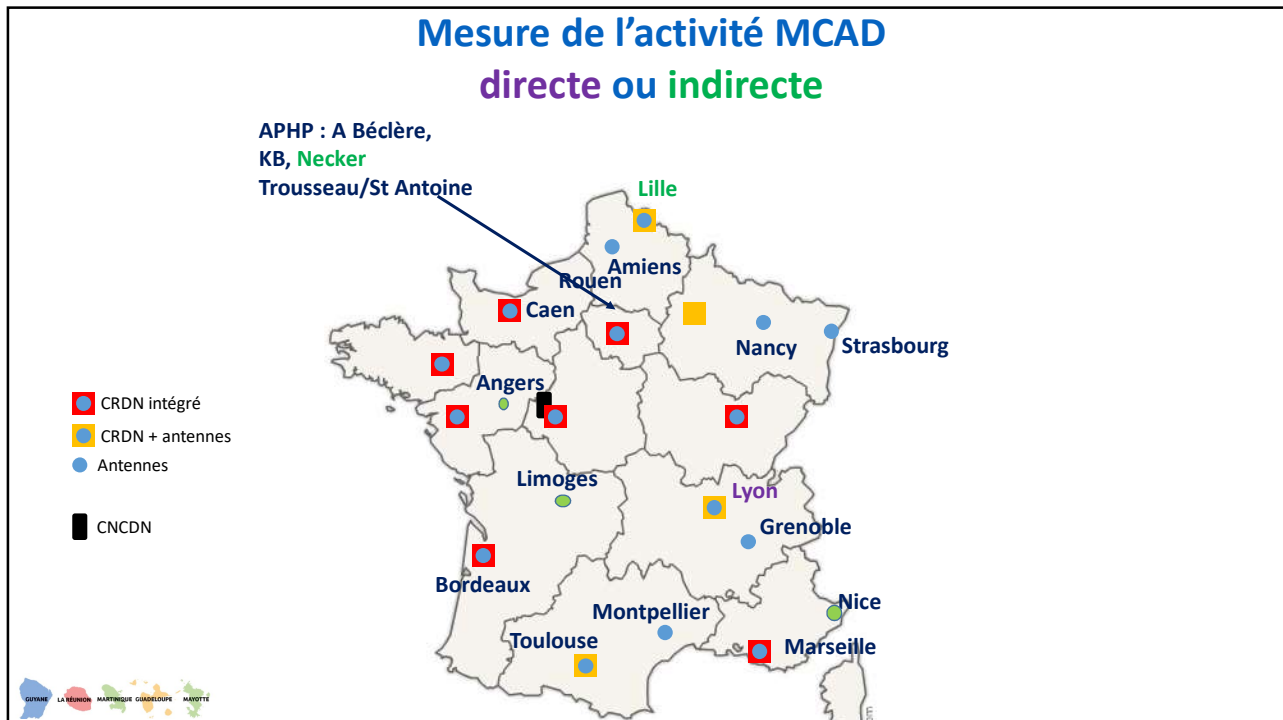 Mesure de l’activité MCAD
directe ou indirecte
APHP : A Béclère,
KB, Necker
Trousseau/St Antoine
Lille
Amiens
Rouen
Caen
Nancy
Strasbourg
Angers
CRDN intégré
CRDN + antennes
Antennes
Limoges
Lyon
CNCDN
Grenoble
Bordeaux
Nice
Montpellier
Toulouse
Marseille
GUYANE LA RÉUNION MARTINIQUE GUADELOUPE MAYOTTE